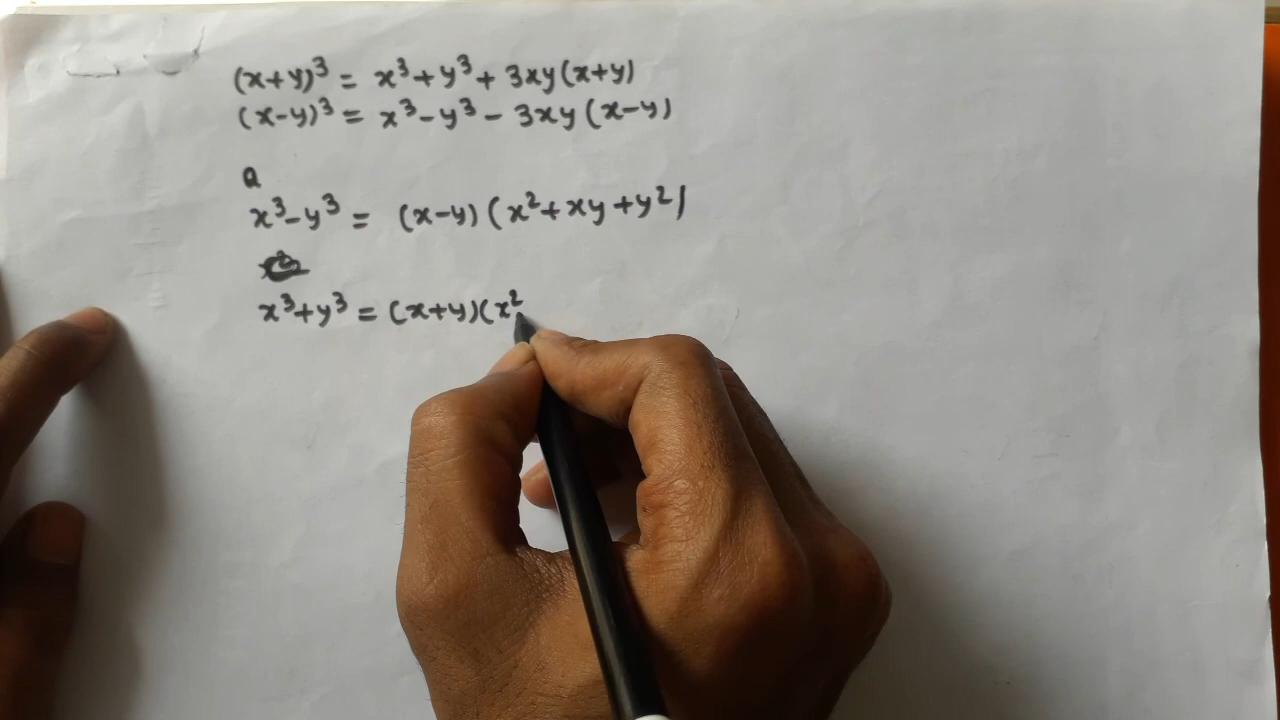 (x+y)³ = x³+y³+ 3xy(x+y)
(x-y)³ = x³-y³- 3xy(x-y)
a
x³-y³ = (x-y)(x²+xy+y²)
x³+y³ = (x+y)(x²